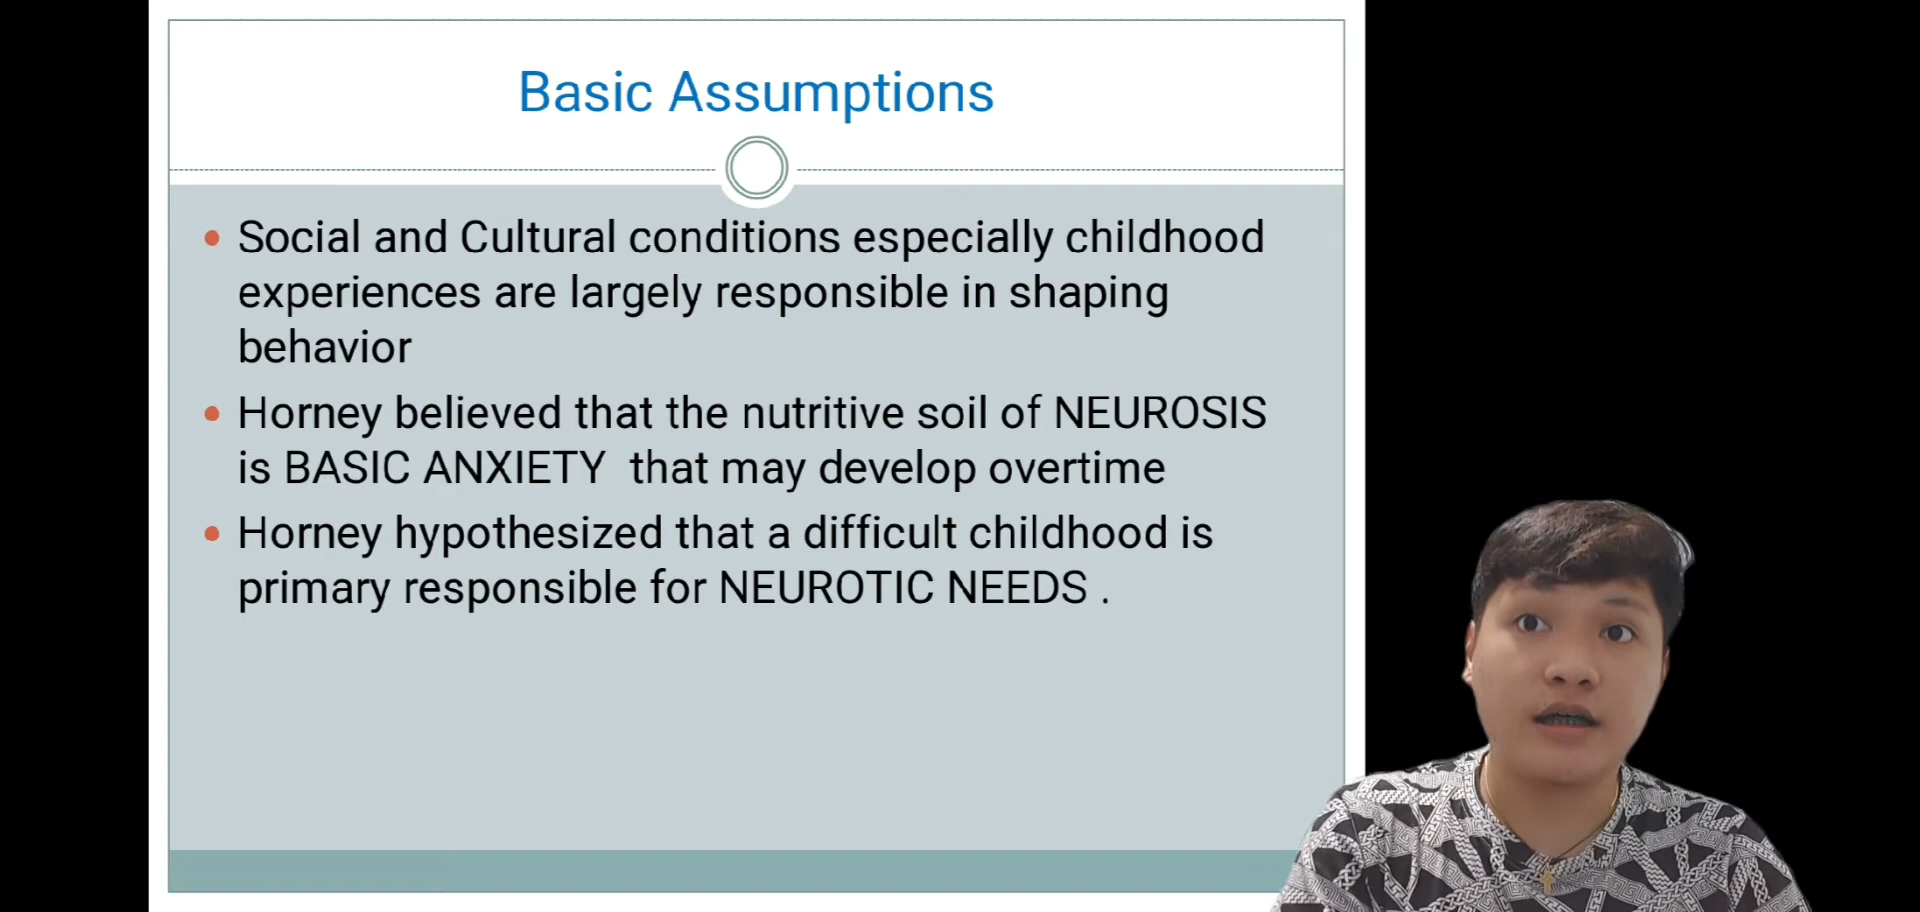 Basic Assumptions
• Social and Cultural conditions especially childhood
experiences are largely responsible in shaping
behavior
• Horney believed that the nutritive soil of NEUROSIS
is BASIC ANXIETY  that may develop overtime
• Horney hypothesized that a difficult childhood is
primary responsible for NEUROTIC NEEDS .